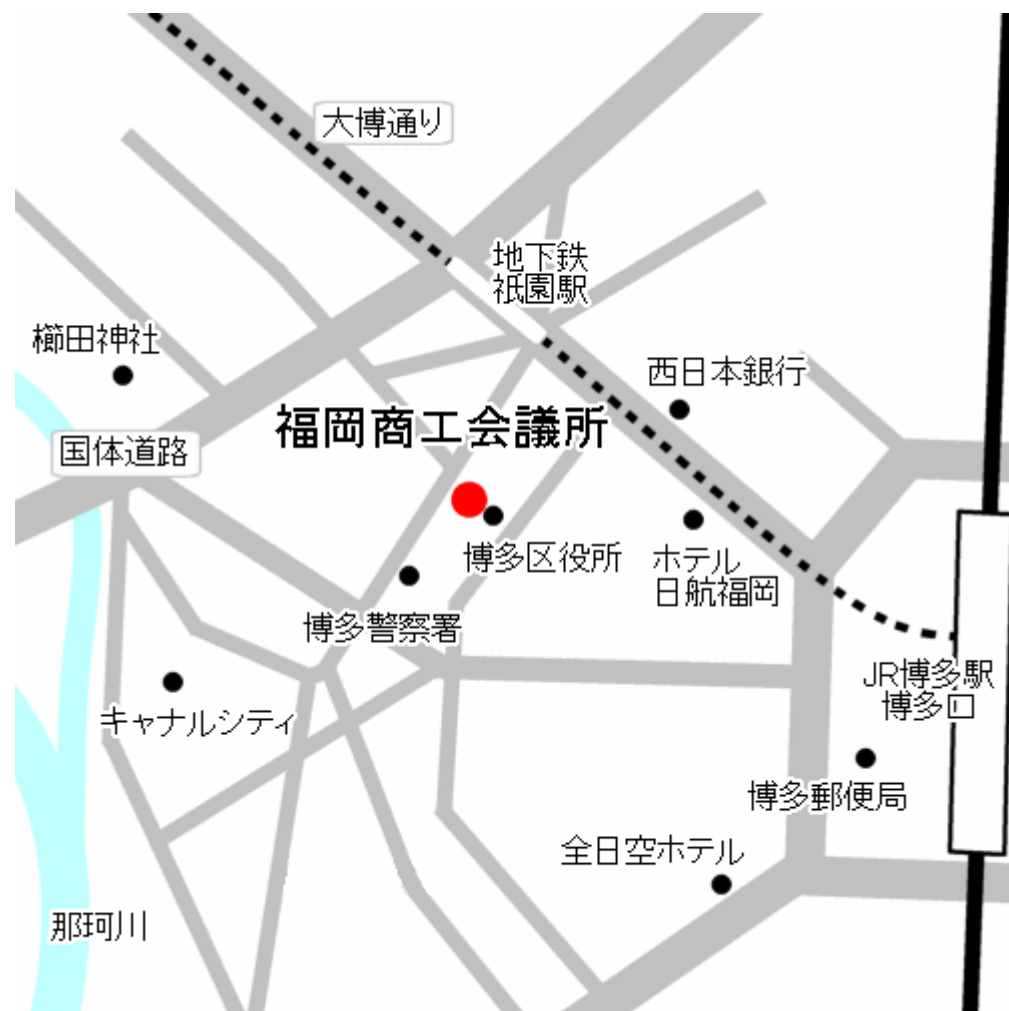 大博通り
地下鉄
祇園駅
櫛田神社
西日本銀行
福岡商工会議所
国体道路
博多区役所
ホテル
日航福岡
博多警察署
JR博多駅
博多口
キャナルシティ
博多郵便局
全日空ホテル
那珂川